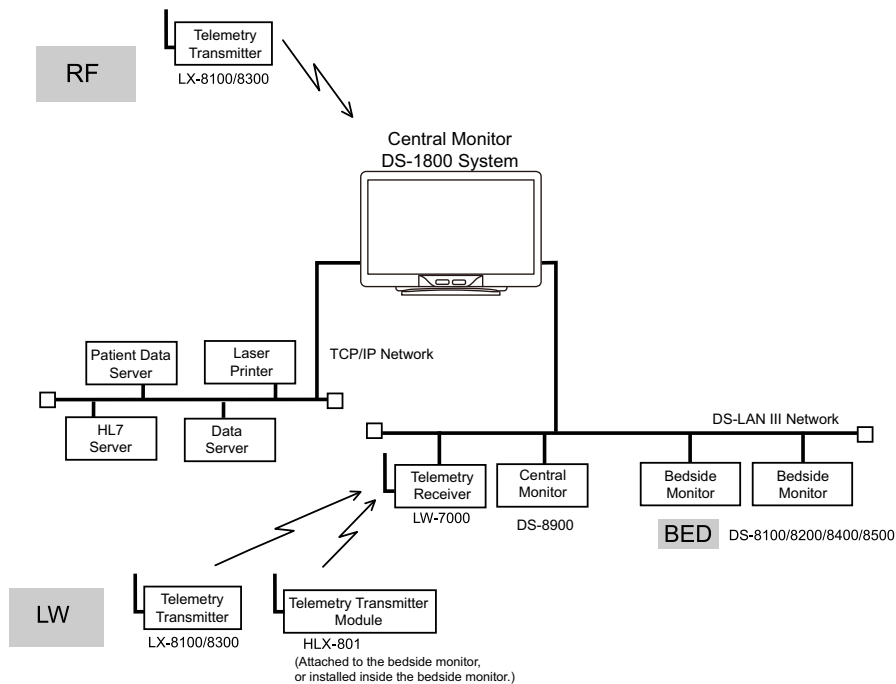 RF
Telemetry
Transmitter
LX-8100/8300
Central Monitor
DS-1800 System
TCP/IP Network
Patient Data
Server
Laser
Printer
HL7
Server
Data
Server
DS-LAN III Network
Telemetry
Receiver
LW-7000
Central
Monitor
DS-8900
Bedside
Monitor
Bedside
Monitor
BED
DS-8100/8200/8400/8500
LW
Telemetry
Transmitter
LX-8100/8300
Telemetry Transmitter
Module
HLX-801
(Attached to the bedside monitor,
or installed inside the bedside monitor.)